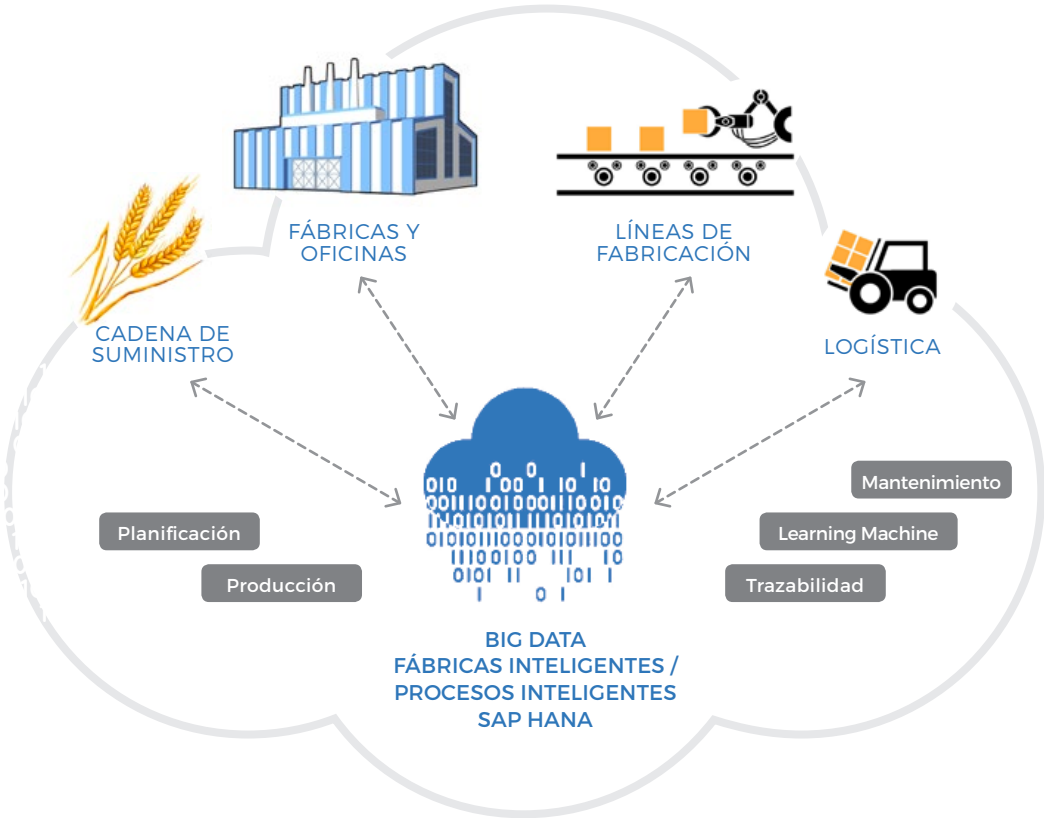 FÁBRICAS Y
OFICINAS
LÍNEAS DE
FABRICACIÓN
CADENA DE
SUMINISTRO
LOGÍSTICA
Mantenimiento
Planificación
Learning Machine
Producción
Trazabilidad
BIG DATA
FÁBRICAS INTELIGENTES /
PROCESOS INTELIGENTES
SAP HANA